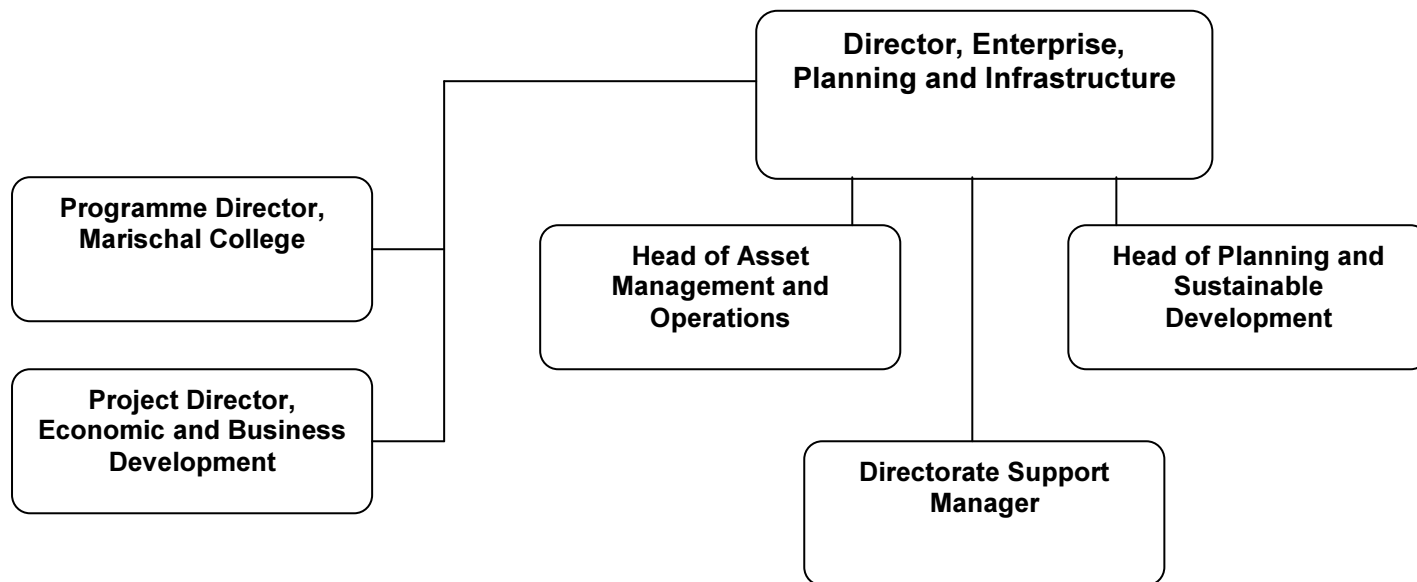 Director, Enterprise,
Planning and Infrastructure
Programme Director,
Marischal College
Head of Asset
Management and
Operations
Head of Planning and
Sustainable
Development
Project Director,
Economic and Business
Development
Directorate Support
Manager